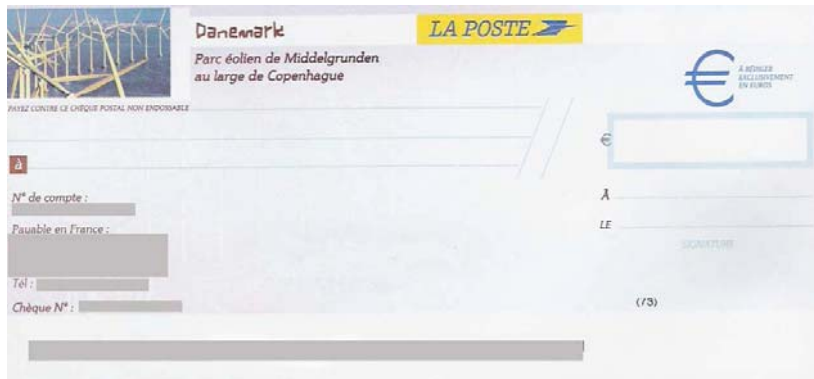 Danemark
LA POSTE
Parc éolien de Middelgrunden
au large de Copenhague
À RÉDIGER
EXCLUSIVEMENT
EN EUROS
€
PAYEZ CONTRE CE CHÈQUE POSTAL NON ENDOSSABLE
€
à
N° de compte :
À
Payable en France :
LE
SIGNATURE
Tél :
Chèque N° :
(73)